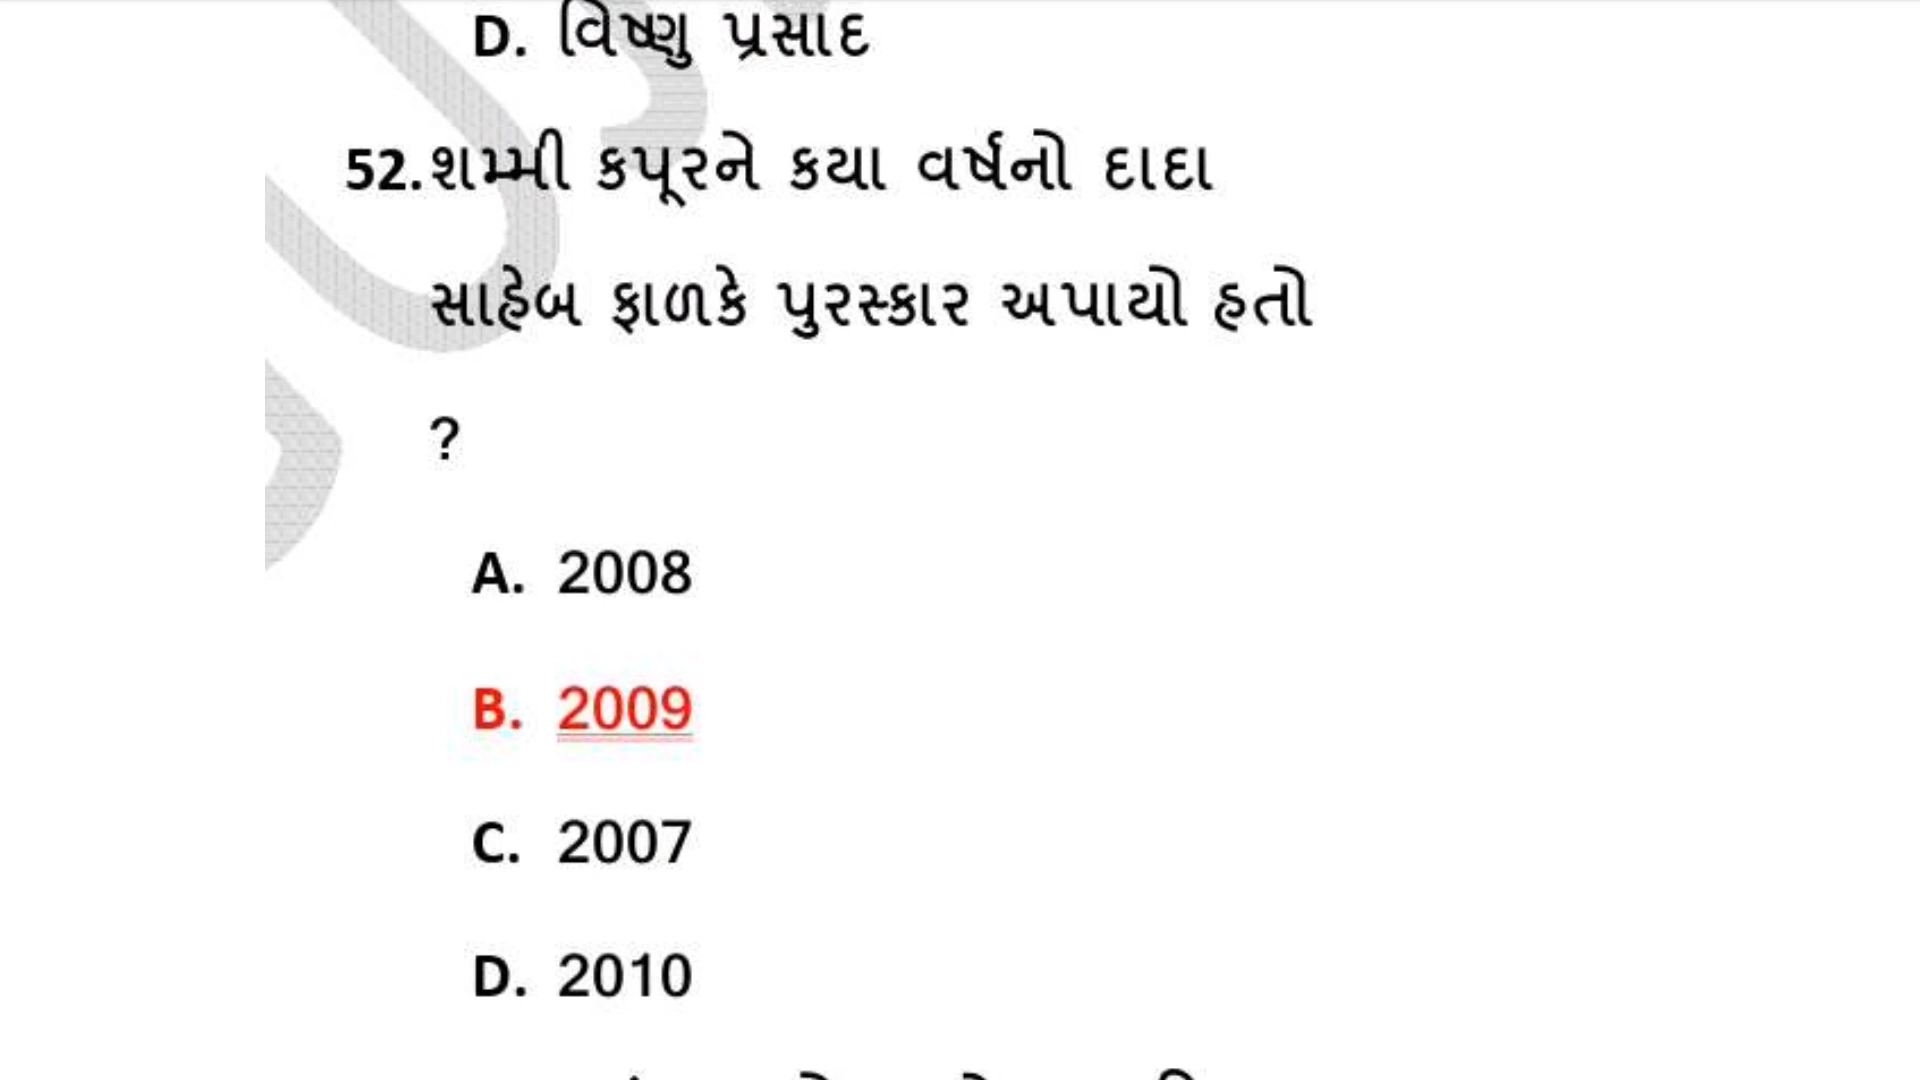 D. વિષ્ણુ પ્રસાદ
52.શમ્મી કપૂરને કયા વર્ષનો દાદા
સાહેબ ફાળકે પુરસ્કાર અપાયો હતો
?
A. 2008
B. 2009
C. 2007
D. 2010